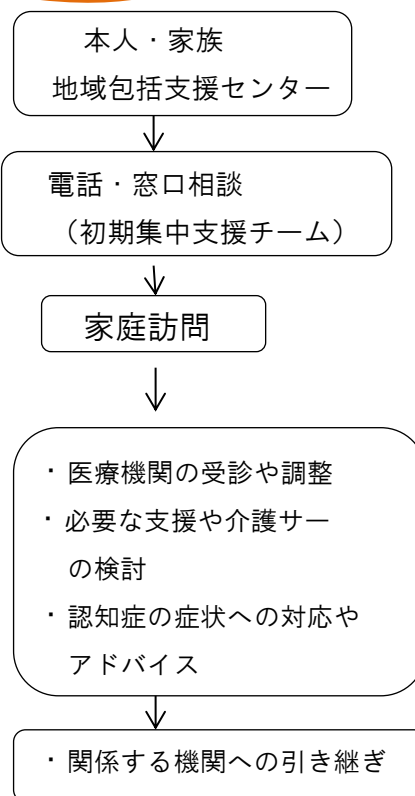 本人・家族
地域包括支援センター
電話・窓口相談
（初期集中支援チーム）
家庭訪問
・医療機関の受診や調整
・必要な支援や介護サー
の検討
・認知症の症状への対応や
アドバイス
・関係する機関への引き継ぎ